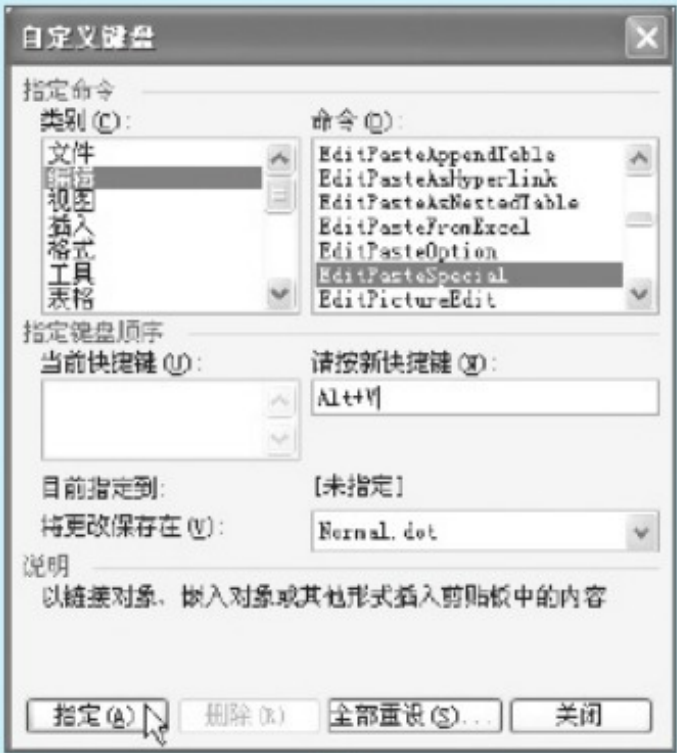 自定义键盘
指定命令
类别(C):
命令(O):
文件
编辑
视图
插入
格式
工具
表格
EditPasteAppendTable
EditPasteAsHyperlink
EditPasteAsNestedTable
EditPasteFromExcel
EditPasteOption
EditPasteSpecial
EditPictureEdit
指定键盘顺序
当前快捷键(U):
请按新快捷键(N):
Alt+V
目前指定到:
[未指定]
将更改保存在(V):
Normal.dot
说明
以链接对象、嵌入对象或其他形式插入剪贴板中的内容
指定(A)
删除(R)
全部重设(S)...
关闭